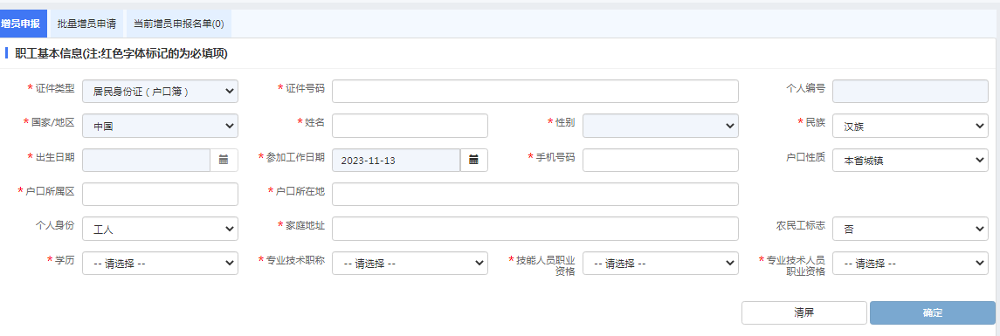 增员申报 批量增员申请 当前增员申报名单(0)
职工基本信息(注:红色字体标记的为必填项)
* 证件类型 居民身份证（户口簿） * 证件号码 个人编号
* 国家/地区 中国 * 姓名 * 性别 * 民族 汉族
* 出生日期 * 参加工作日期 2023-11-13 * 手机号码 户口性质 本省城镇
* 户口所属区 * 户口所在地
个人身份 工人 * 家庭地址 农民工标志 否
* 学历 -- 请选择 -- * 专业技术职称 -- 请选择 -- * 技能人员职业资格 -- 请选择 -- * 专业技术人员职业资格 -- 请选择 --
清屏 确定